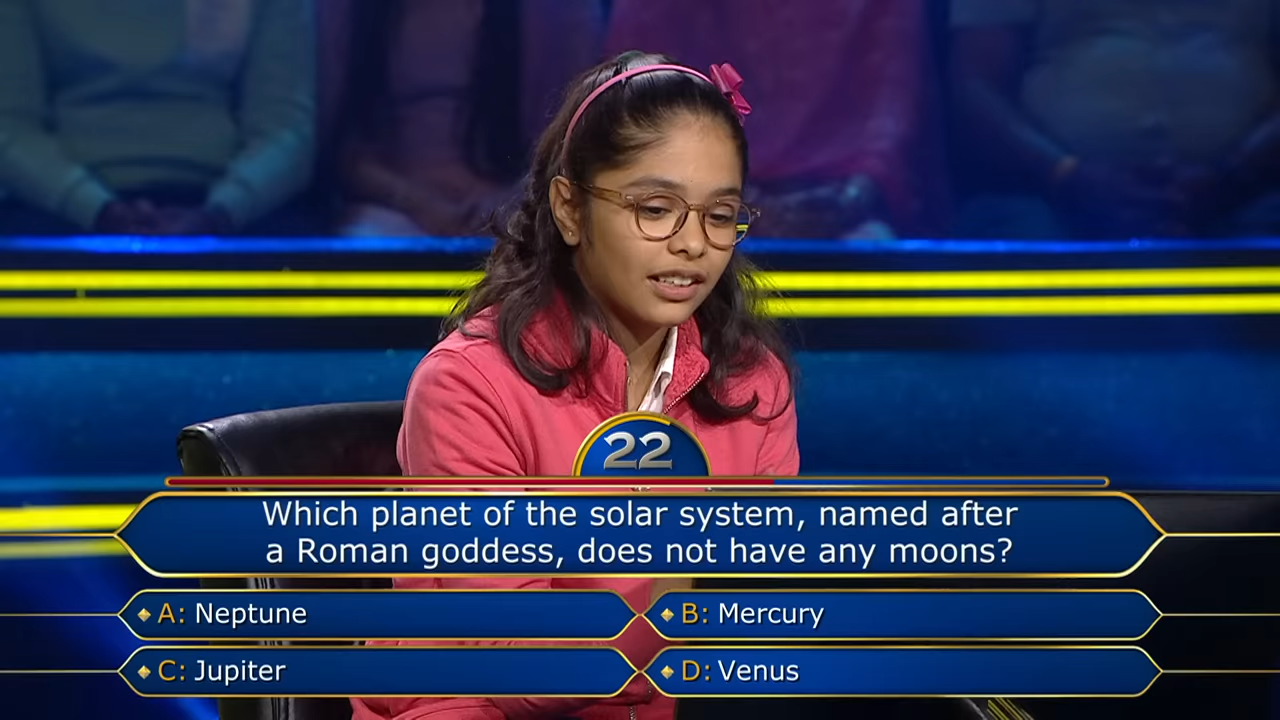 22
Which planet of the solar system, named after
a Roman goddess, does not have any moons?
A: Neptune
B: Mercury
C: Jupiter
D: Venus